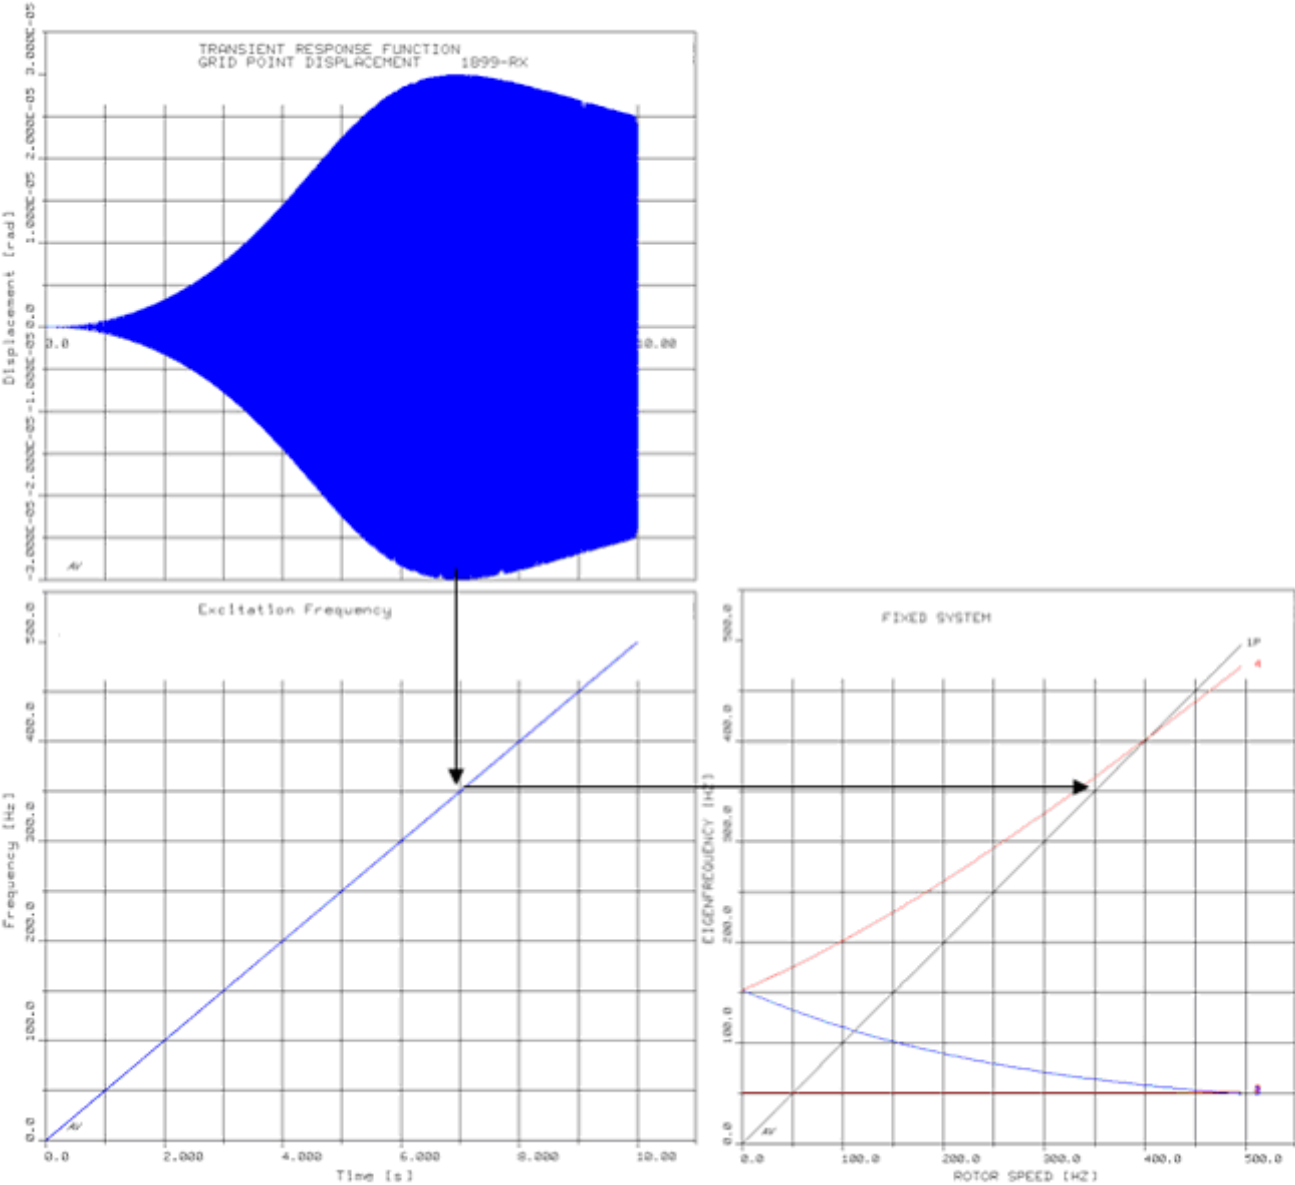 TRANSIENT RESPONSE FUNCTION
GRID POINT DISPLACEMENT 1899-RX
Displacement [rad]
3.000E-05
2.000E-05
1.000E-05
0.0
-1.000E-05
-2.000E-05
-3.000E-05
0.0 10.00
AV
Excitation Frequency
Frequency [Hz]
500.0
400.0
300.0
200.0
100.0
0.0
AV
0.0 2.000 4.000 6.000 8.000 10.00
Time [s]
FIXED SYSTEM
1P
4
EIGENFREQUENCY [HZ]
500.0
400.0
300.0
200.0
100.0
0.0
AV
0.0 100.0 200.0 300.0 400.0 500.0
ROTOR SPEED [HZ]